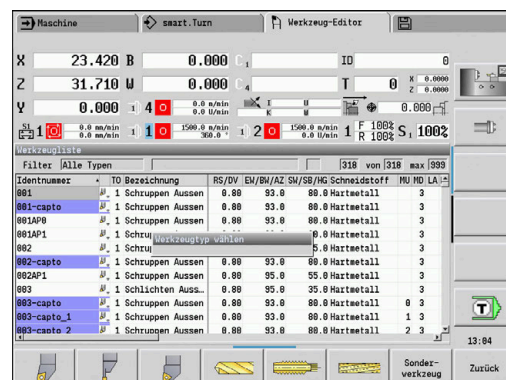 Maschine smart.Turn Werkzeug-Editor
X 23.420 B 0.000 C 1 ID 0
Z 31.710 W 0.000 C 4 T 0 X 0.0000 Z 0.0000
Y 0.000 1) 4 0.0 m/min 0.0 U/min X I U K W 0.000
S1 1 0.0 mm/min 0.0 mm/U 1) 1 1500.0 m/min 360.0 ° 1) 2 1500.0 m/min 0.0 U/min 1 F 100% R 100% S1 100%
Werkzeugliste
Filter Alle Typen 318 von 318 max 999
Identnummer TO Bezeichnung RS/DV EW/BW/AZ SW/SB/HG Schneidstoff MU MD LA
001 1 Schruppen Aussen 0.80 93.0 80.0 Hartmetall 3
001-capto 1 Schruppen Aussen 0.80 93.0 80.0 Hartmetall 3
001AP0 1 Schruppen Aussen 0.80 93.0 80.0 Hartmetall 3
001AP1 1 Schrup 3
002 1 Schrup 5.0 Hartmetall 3
Werkzeugtyp wählen
002-capto 1 Schruppen Aussen 0.80 93.0 80.0 Hartmetall 3
002AP1 1 Schruppen Aussen 0.80 95.0 55.0 Hartmetall 3
003 1 Schlichten Auss… 0.80 95.0 35.0 Hartmetall 3
003-capto 1 Schruppen Aussen 0.80 93.0 80.0 Hartmetall 0 3
003-capto_1 1 Schruppen Aussen 0.80 93.0 80.0 Hartmetall 1 3
003-capto_2 1 Schruppen Aussen 0.80 93.0 80.0 Hartmetall 2 3
T
13:04
Sonder-
werkzeug
Zurück